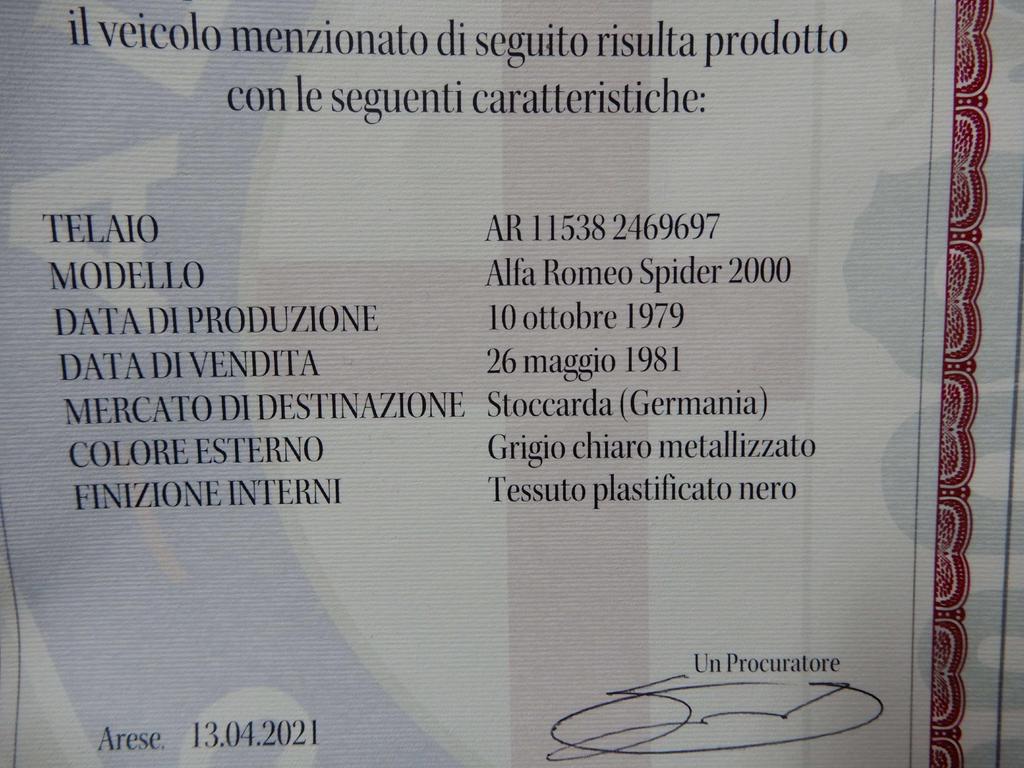 il veicolo menzionato di seguito risulta prodotto
con le seguenti caratteristiche:
TELAIO AR 11538 2469697
MODELLO Alfa Romeo Spider 2000
DATA DI PRODUZIONE 10 ottobre 1979
DATA DI VENDITA 26 maggio 1981
MERCATO DI DESTINAZIONE Stoccarda (Germania)
COLORE ESTERNO Grigio chiaro metallizzato
FINIZIONE INTERNI Tessuto plastificato nero
Un Procuratore
Arese, 13.04.2021